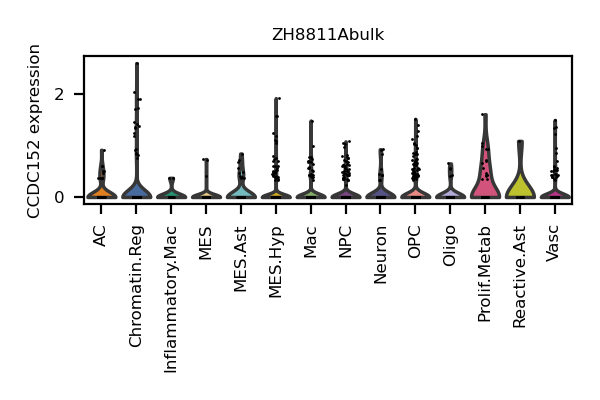 ZH8811Abulk
CCDC152 expression
2
0
AC
Chromatin.Reg
Inflammatory.Mac
MES
MES.Ast
MES.Hyp
Mac
NPC
Neuron
OPC
Oligo
Prolif.Metab
Reactive.Ast
Vasc